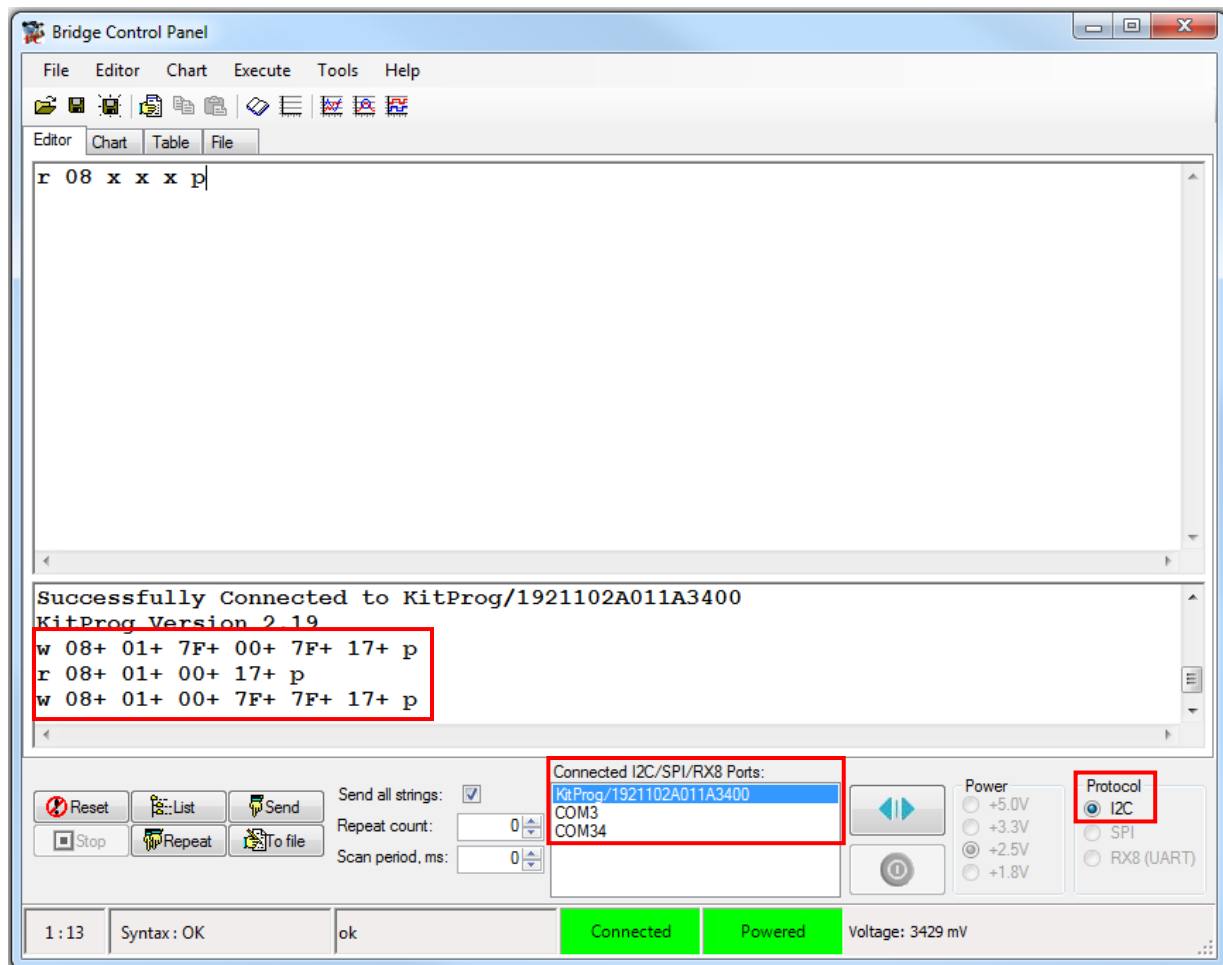 Bridge Control Panel
File Editor Chart Execute Tools Help
Editor Chart Table File
r 08 x x x p
Successfully Connected to KitProg/1921102A011A3400
KitProg Version 2.19
w 08+ 01+ 7F+ 00+ 7F+ 17+ p
r 08+ 01+ 00+ 17+ p
w 08+ 01+ 00+ 7F+ 7F+ 17+ p
Reset List Send
Stop Repeat To file
Send all strings:
Repeat count: 0
Scan period, ms: 0
Connected I2C/SPI/RX8 Ports:
KitProg/1921102A011A3400
COM3
COM34
Power
+5.0V
+3.3V
+2.5V
+1.8V
Protocol
I2C
SPI
RX8 (UART)
1 : 13 Syntax : OK ok Connected Powered Voltage: 3429 mV